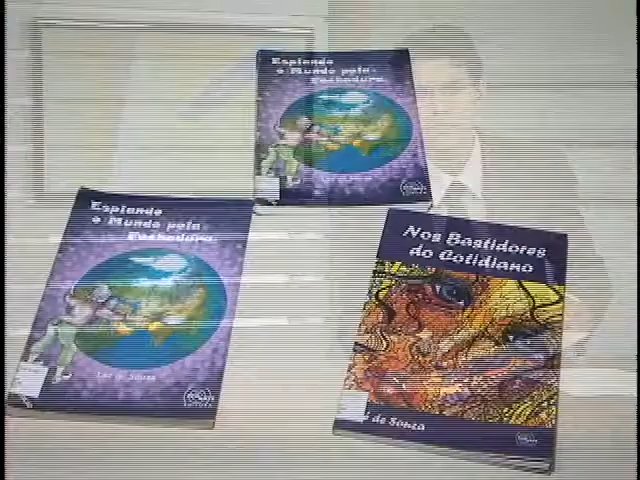 Espiando
o Mundo pela
Fechadura
Espiando
o Mundo pela
Fechadura
Nos Bastidores
do Cotidiano
de Souza